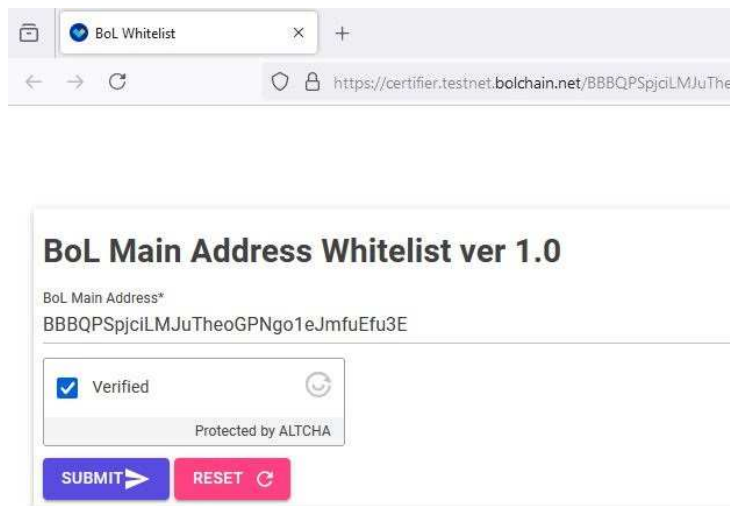 BoL Whitelist
https://certifier.testnet.bolchain.net/BBBQPSpjciLMJuThe
BoL Main Address Whitelist ver 1.0
BoL Main Address*
BBBQPSpjciLMJuTheoGPNgo1eJmfuEfu3E
Verified
Protected by ALTCHA
SUBMIT
RESET